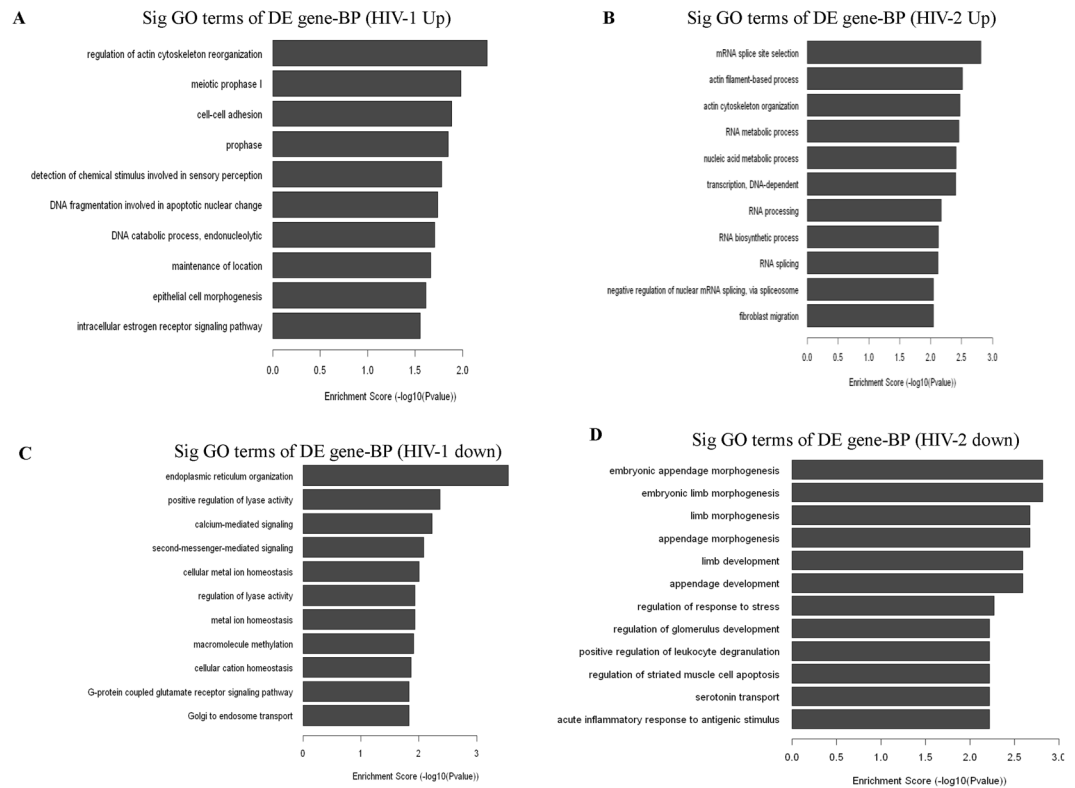 A
Sig GO terms of DE gene-BP (HIV-1 Up)
regulation of actin cytoskeleton reorganization
meiotic prophase I
cell-cell adhesion
prophase
detection of chemical stimulus involved in sensory perception
DNA fragmentation involved in apoptotic nuclear change
DNA catabolic process, endonucleolytic
maintenance of location
epithelial cell morphogenesis
intracellular estrogen receptor signaling pathway
0.0 0.5 1.0 1.5 2.0
Enrichment Score (-log10(Pvalue))
B
Sig GO terms of DE gene-BP (HIV-2 Up)
mRNA splice site selection
actin filament-based process
actin cytoskeleton organization
RNA metabolic process
nucleic acid metabolic process
transcription, DNA-dependent
RNA processing
RNA biosynthetic process
RNA splicing
negative regulation of nuclear mRNA splicing, via spliceosome
fibroblast migration
0.0 0.5 1.0 1.5 2.0 2.5 3.0
Enrichment Score (-log10(Pvalue))
C
Sig GO terms of DE gene-BP (HIV-1 down)
endoplasmic reticulum organization
positive regulation of lyase activity
calcium-mediated signaling
second-messenger-mediated signaling
cellular metal ion homeostasis
regulation of lyase activity
metal ion homeostasis
macromolecule methylation
cellular cation homeostasis
G-protein coupled glutamate receptor signaling pathway
Golgi to endosome transport
0 1 2 3
Enrichment Score (-log10(Pvalue))
D
Sig GO terms of DE gene-BP (HIV-2 down)
embryonic appendage morphogenesis
embryonic limb morphogenesis
limb morphogenesis
appendage morphogenesis
limb development
appendage development
regulation of response to stress
regulation of glomerulus development
positive regulation of leukocyte degranulation
regulation of striated muscle cell apoptosis
serotonin transport
acute inflammatory response to antigenic stimulus
0.0 0.5 1.0 1.5 2.0 2.5 3.0
Enrichment Score (-log10(Pvalue))